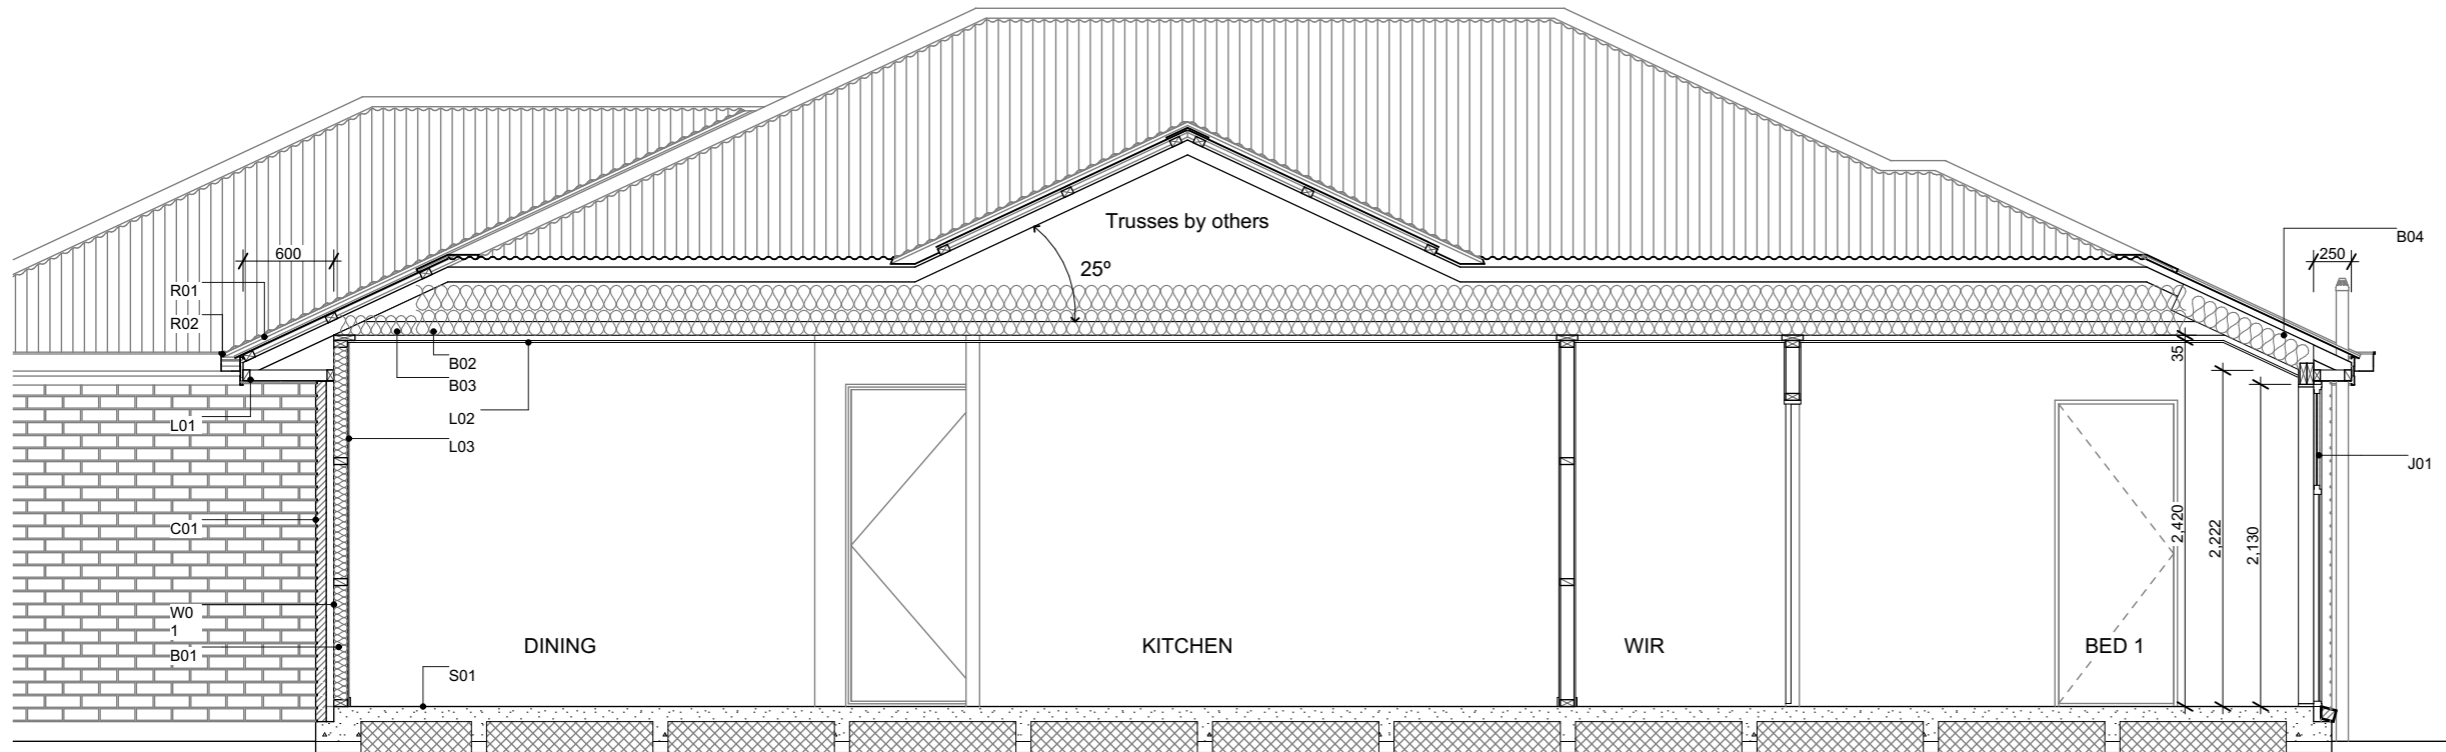 Trusses by others
B04
600
250
25°
R01
R02
35
B02
B03
L02
L01
L03
J01
C01
2,420
2,222
2,130
W0
1
B01
DINING
KITCHEN
WIR
BED 1
S01